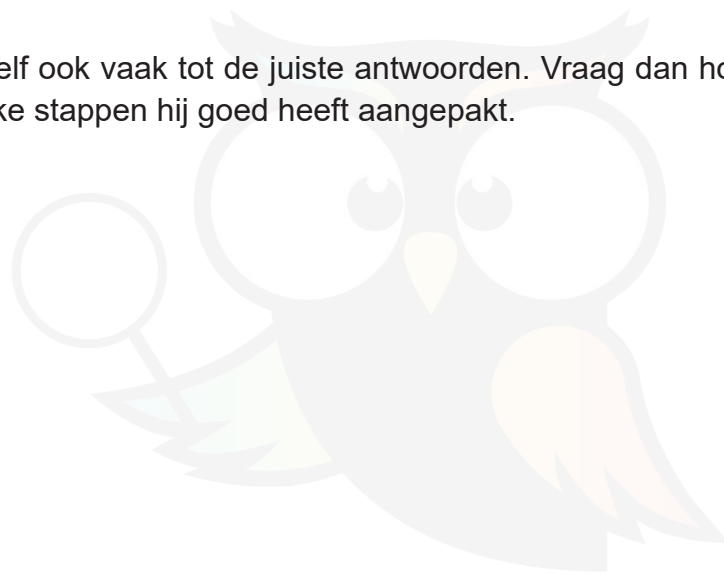 elf ook vaak tot de juiste antwoorden. Vraag dan ho
ke stappen hij goed heeft aangepakt.